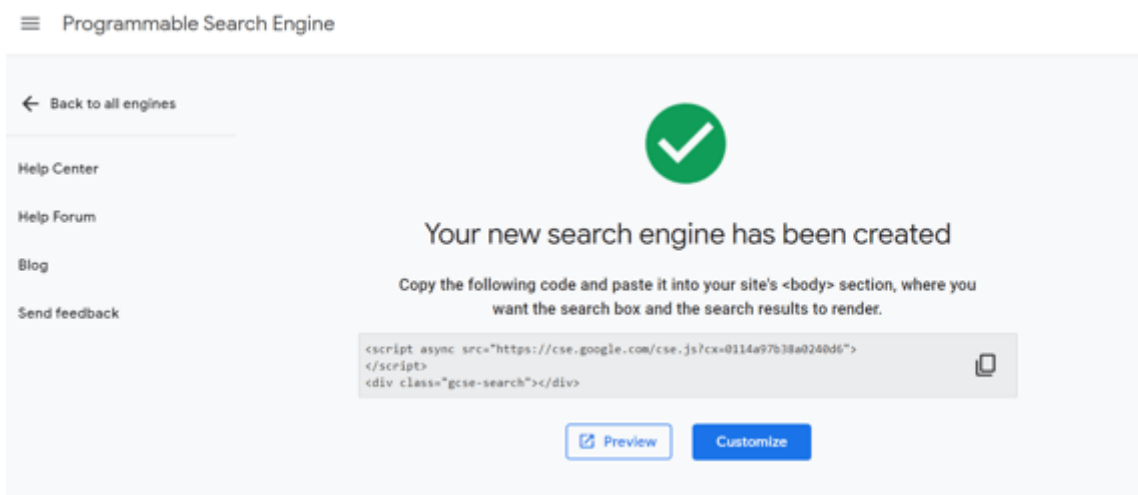 Programmable Search Engine
Back to all engines
Help Center
Help Forum
Blog
Send feedback
Your new search engine has been created
Copy the following code and paste it into your site's <body> section, where you
want the search box and the search results to render.
<script async src="https://cse.google.com/cse.js?cx=0114a97b38a0240d6">
</script>
<div class="gcse-search"></div>
Preview
Customize